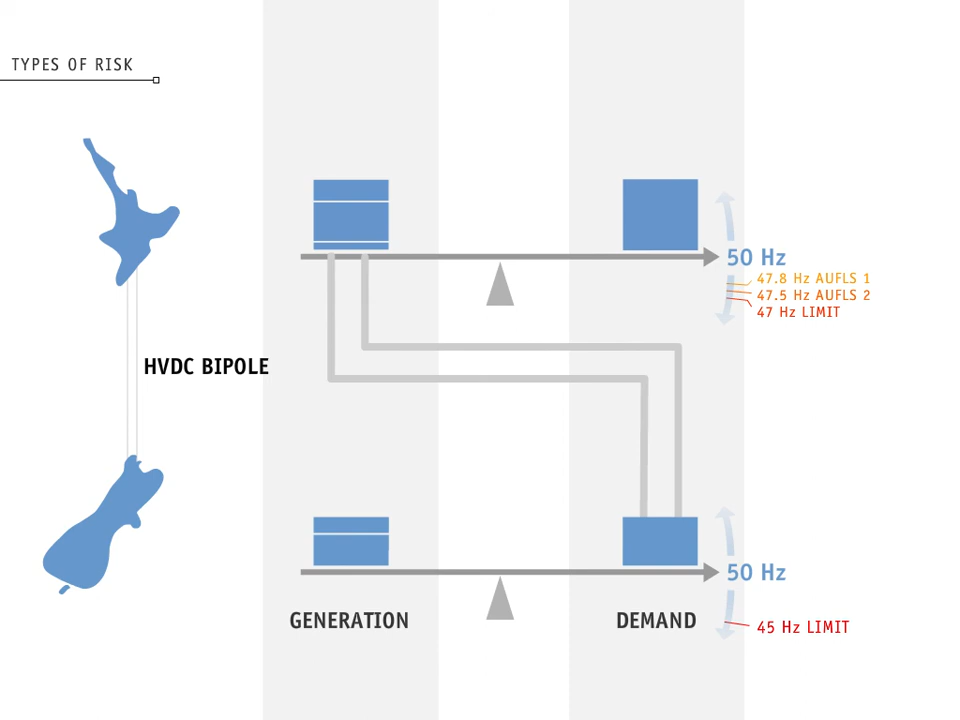 TYPES OF RISK
50 Hz
47.8 Hz AUFLS 1
47.5 Hz AUFLS 2
47 Hz LIMIT
HVDC BIPOLE
50 Hz
GENERATION
DEMAND
45 Hz LIMIT